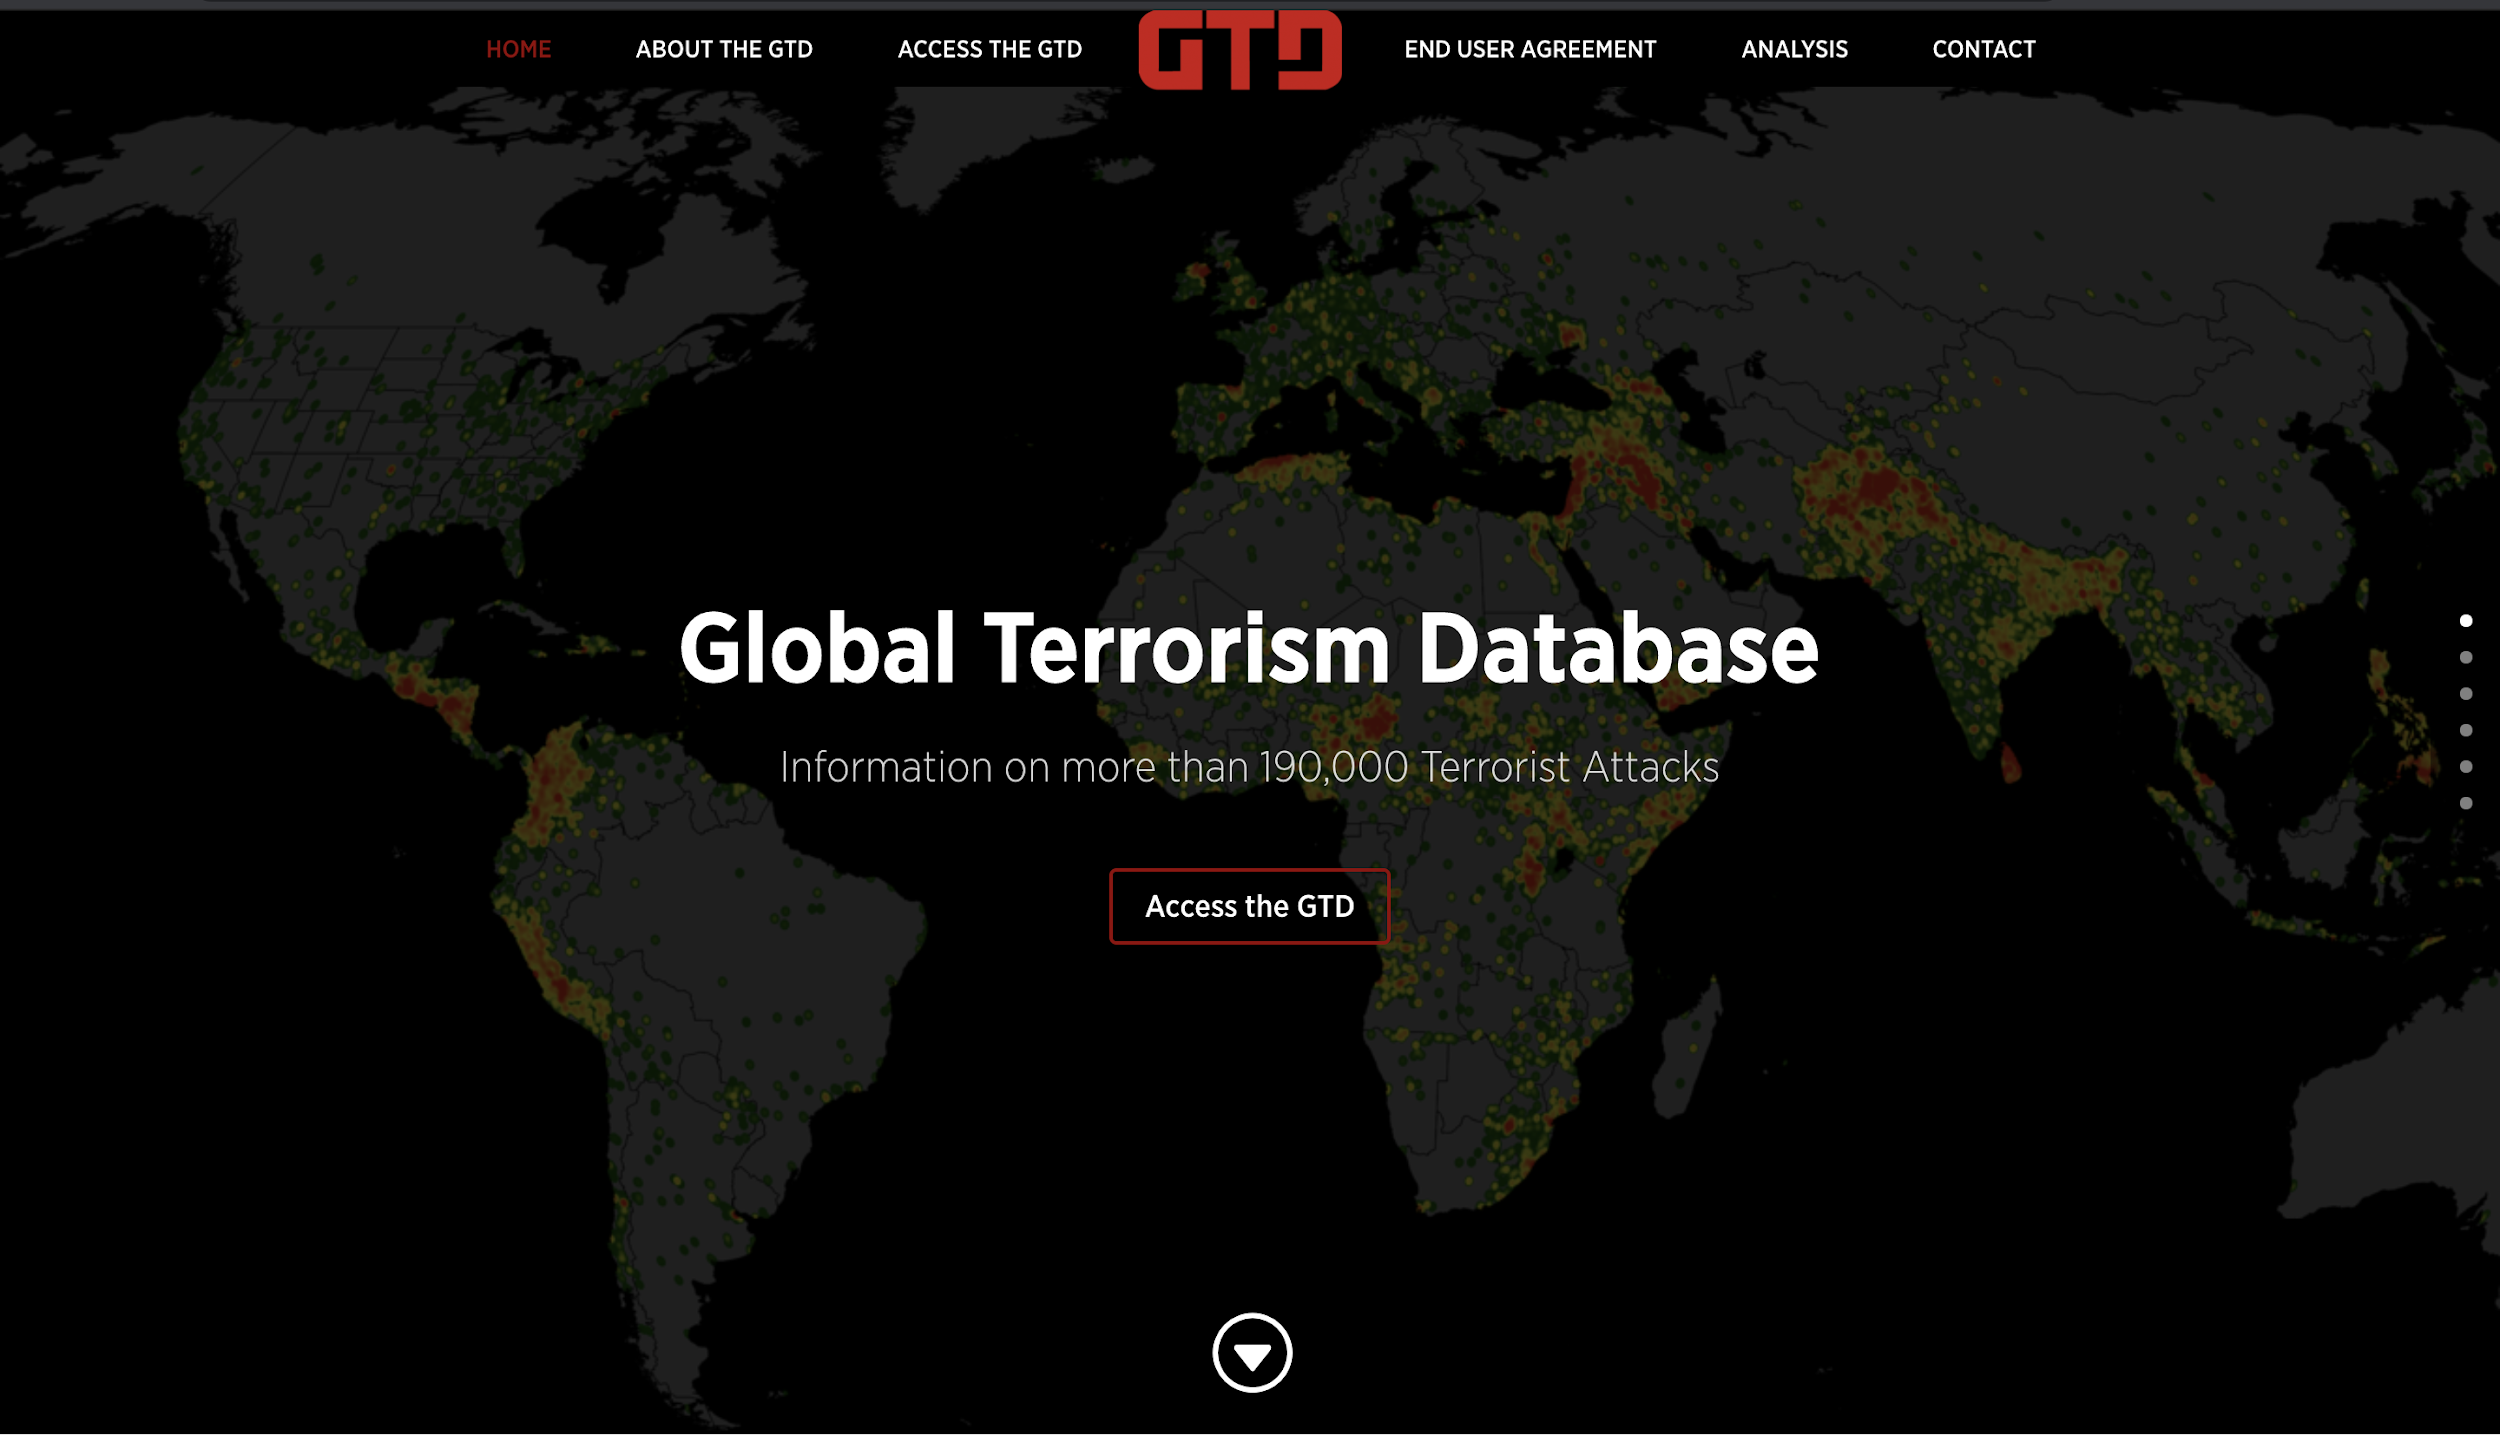 HOME
ABOUT THE GTD
ACCESS THE GTD
GTD
END USER AGREEMENT
ANALYSIS
CONTACT
Global Terrorism Database
Information on more than 190,000 Terrorist Attacks
Access the GTD